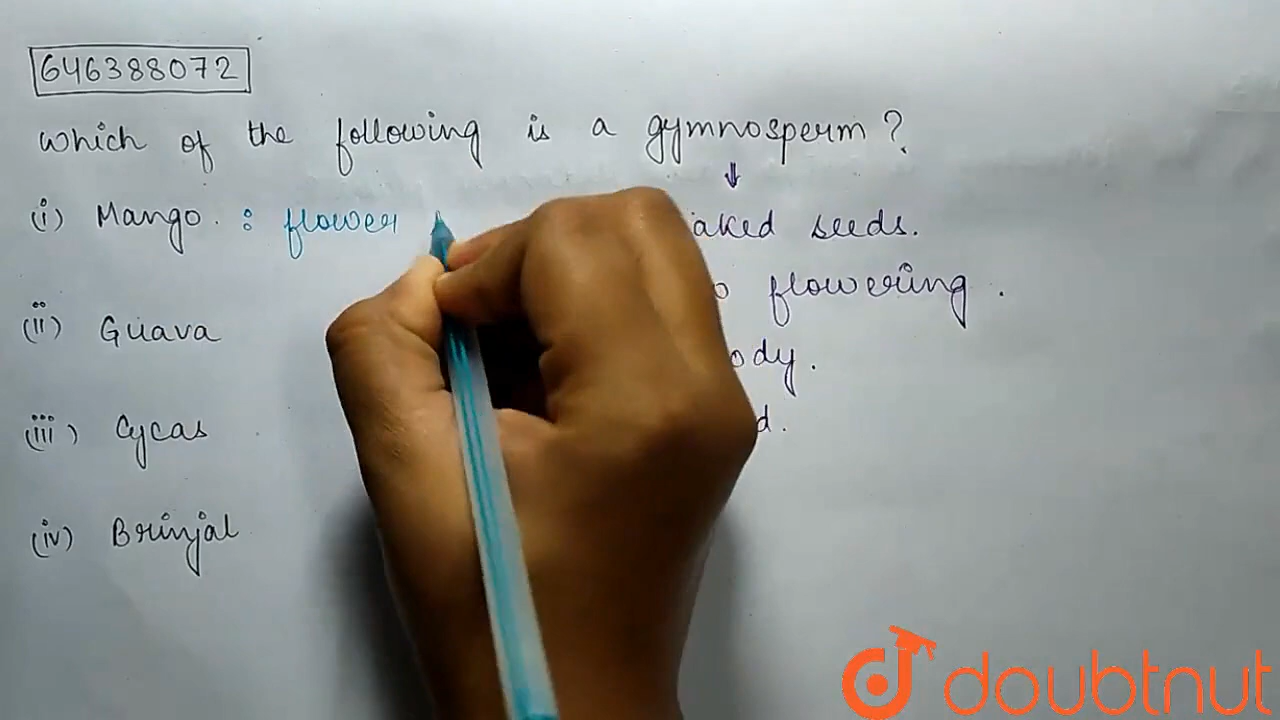 646388072
Which of the following is a gymnosperm?
(i) Mango. : flower aked seeds.
o flowering.
(ii) Guava
ody.
(iii) Cycas
d.
(iv) Brinjal
doubtnut